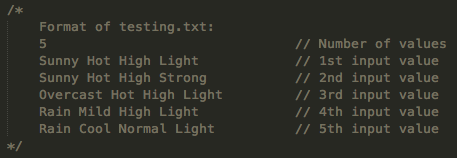 /*
Format of testing.txt:
5 // Number of values
Sunny Hot High Light // 1st input value
Sunny Hot High Strong // 2nd input value
Overcast Hot High Light // 3rd input value
Rain Mild High Light // 4th input value
Rain Cool Normal Light // 5th input value
*/